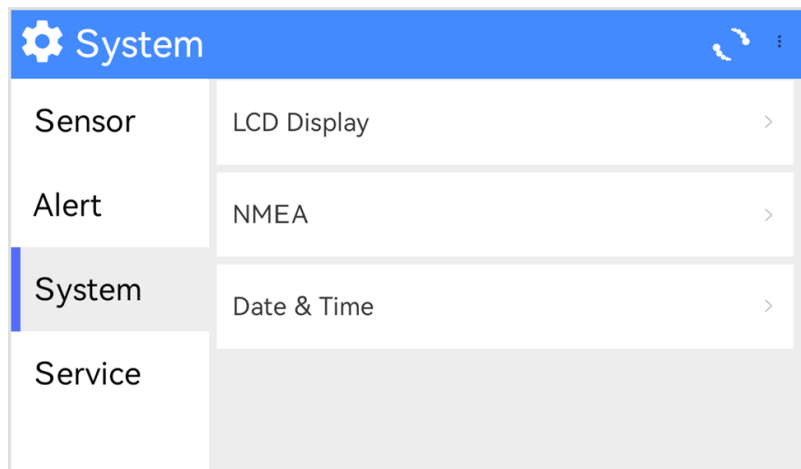 System
Sensor
Alert
System
Service
LCD Display
NMEA
Date & Time